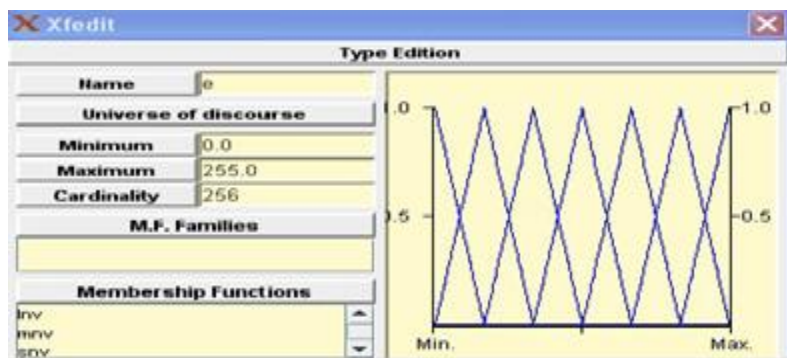 Xfedit
Type Edition
Name e
Universe of discourse
Minimum 0.0
Maximum 255.0
Cardinality 256
M.F. Families
Membership Functions
lnv
mnv
snv
1.0 1.0
0.5 0.5
Min. Max.